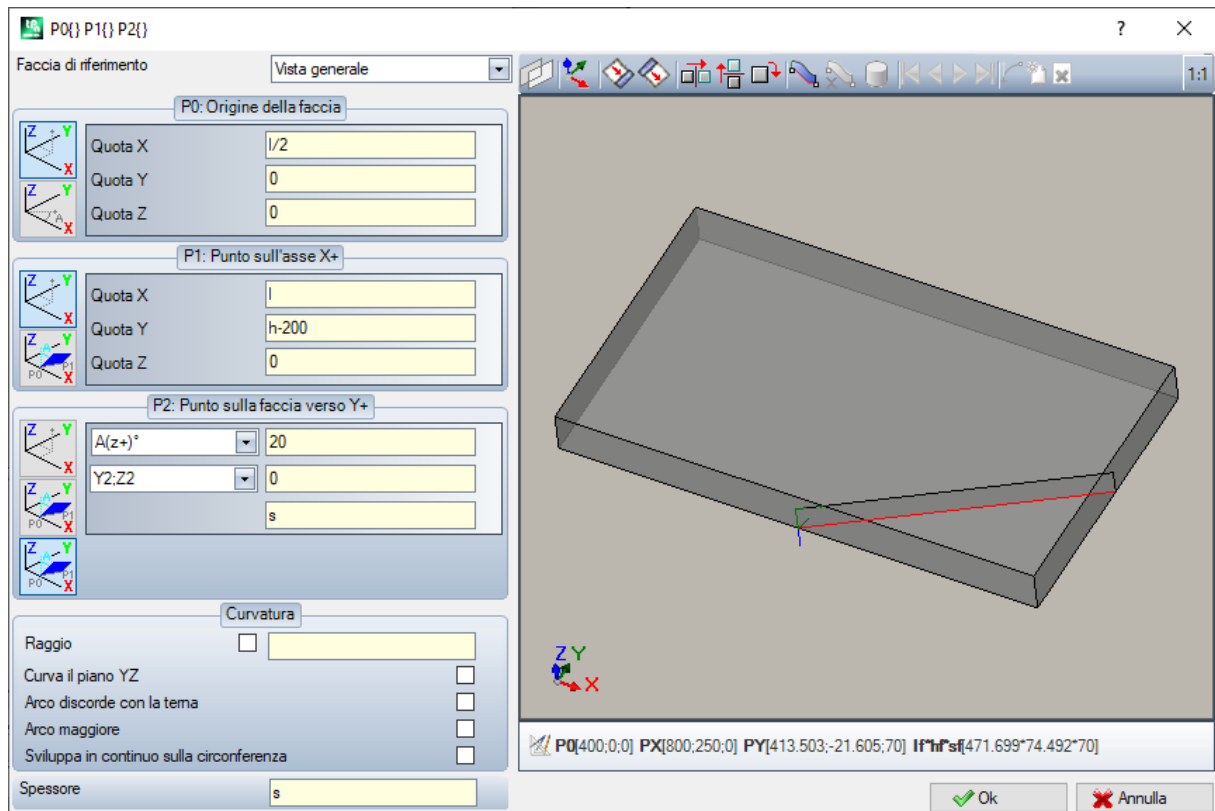 P0{} P1{} P2{}
?
Faccia di riferimento
Vista generale
1:1
P0: Origine della faccia
Quota X
l/2
Quota Y
0
Quota Z
0
P1: Punto sull'asse X+
Quota X
l
Quota Y
h-200
Quota Z
0
P2: Punto sulla faccia verso Y+
A(z+)°
20
Y2;Z2
0
s
Curvatura
Raggio
Curva il piano YZ
Arco discorde con la terna
Arco maggiore
Sviluppa in continuo sulla circonferenza
Spessore
s
Z Y
X
P0[400;0;0] PX[800;250;0] PY[413.503;-21.605;70] lf*hf*sf[471.699*74.492*70]
Ok
Annulla